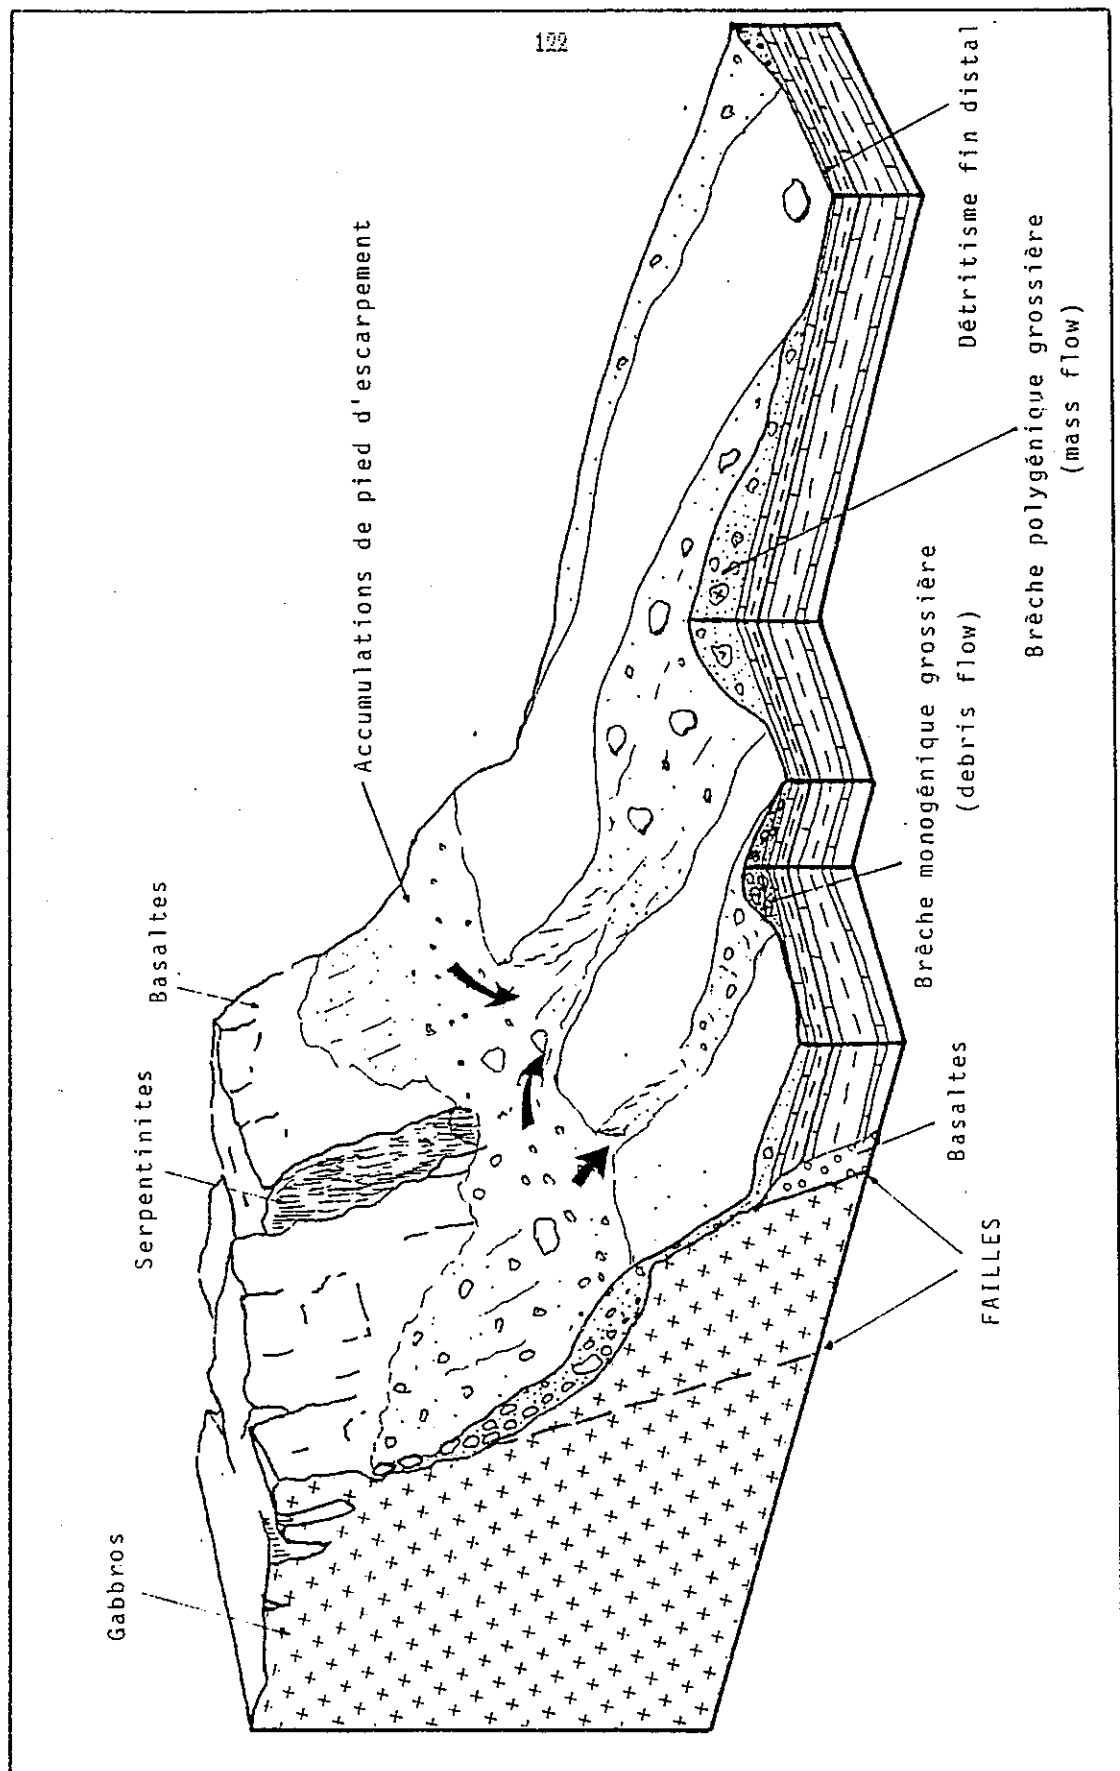 122
Gabbros
Serpentinites
Basaltes
Accumulations de pied d'escarpement
FAILLES
Basaltes
Brèche monogénique grossière
(debris flow)
Brèche polygénique grossière
(mass flow)
Détritisme fin distal